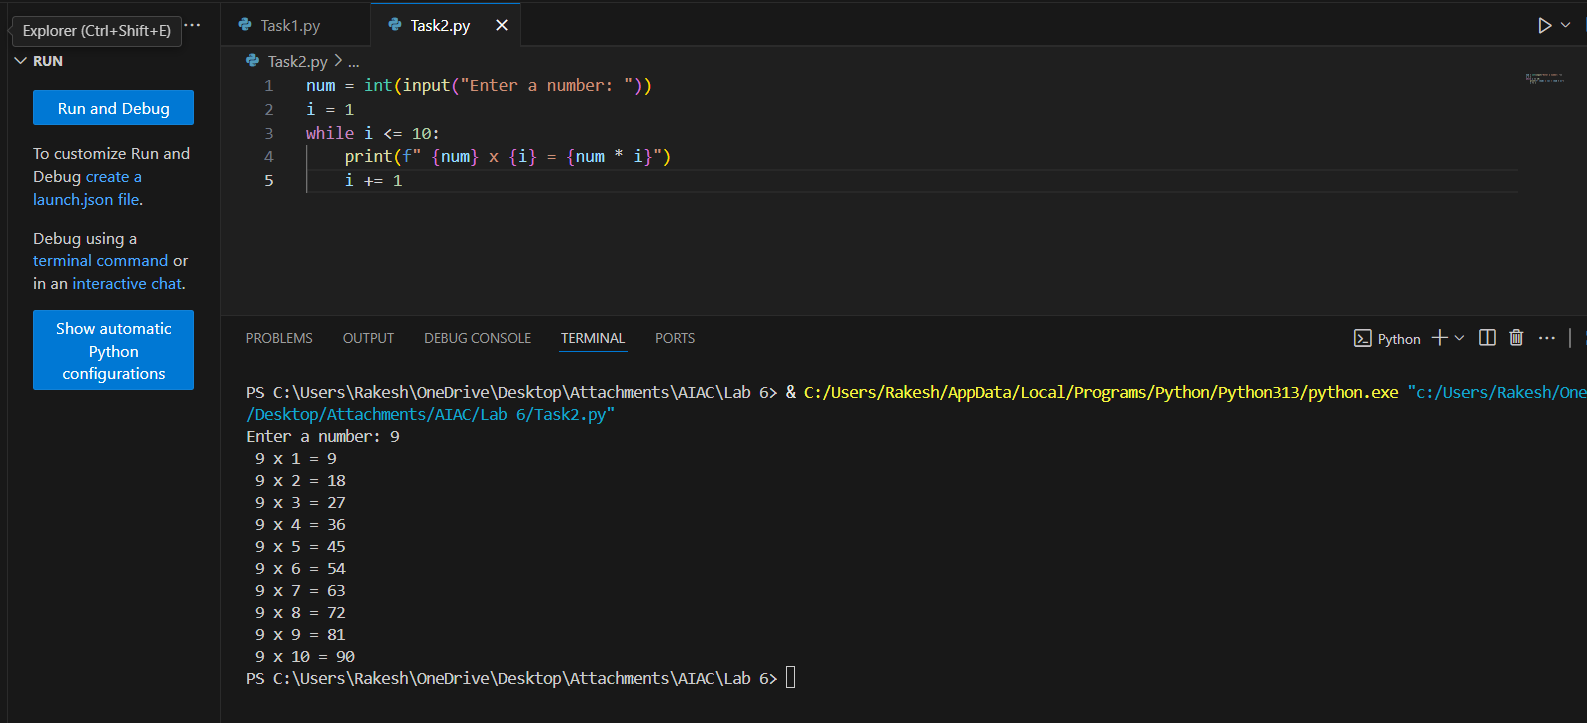 Explorer (Ctrl+Shift+E)
...
Task1.py
Task2.py
RUN
Run and Debug
To customize Run and
Debug create a
launch.json file.
Debug using a
terminal command or
in an interactive chat.
Show automatic
Python
configurations
Task2.py > ...
1 num = int(input("Enter a number: "))
2 i = 1
3 while i <= 10:
4     print(f" {num} x {i} = {num * i}")
5     i += 1
PROBLEMS OUTPUT DEBUG CONSOLE TERMINAL PORTS
Python
PS C:\Users\Rakesh\OneDrive\Desktop\Attachments\AIAC\Lab 6> & C:/Users/Rakesh/AppData/Local/Programs/Python/Python313/python.exe "c:/Users/Rakesh/One
/Desktop/Attachments/AIAC/Lab 6/Task2.py"
Enter a number: 9
 9 x 1 = 9
 9 x 2 = 18
 9 x 3 = 27
 9 x 4 = 36
 9 x 5 = 45
 9 x 6 = 54
 9 x 7 = 63
 9 x 8 = 72
 9 x 9 = 81
 9 x 10 = 90
PS C:\Users\Rakesh\OneDrive\Desktop\Attachments\AIAC\Lab 6>